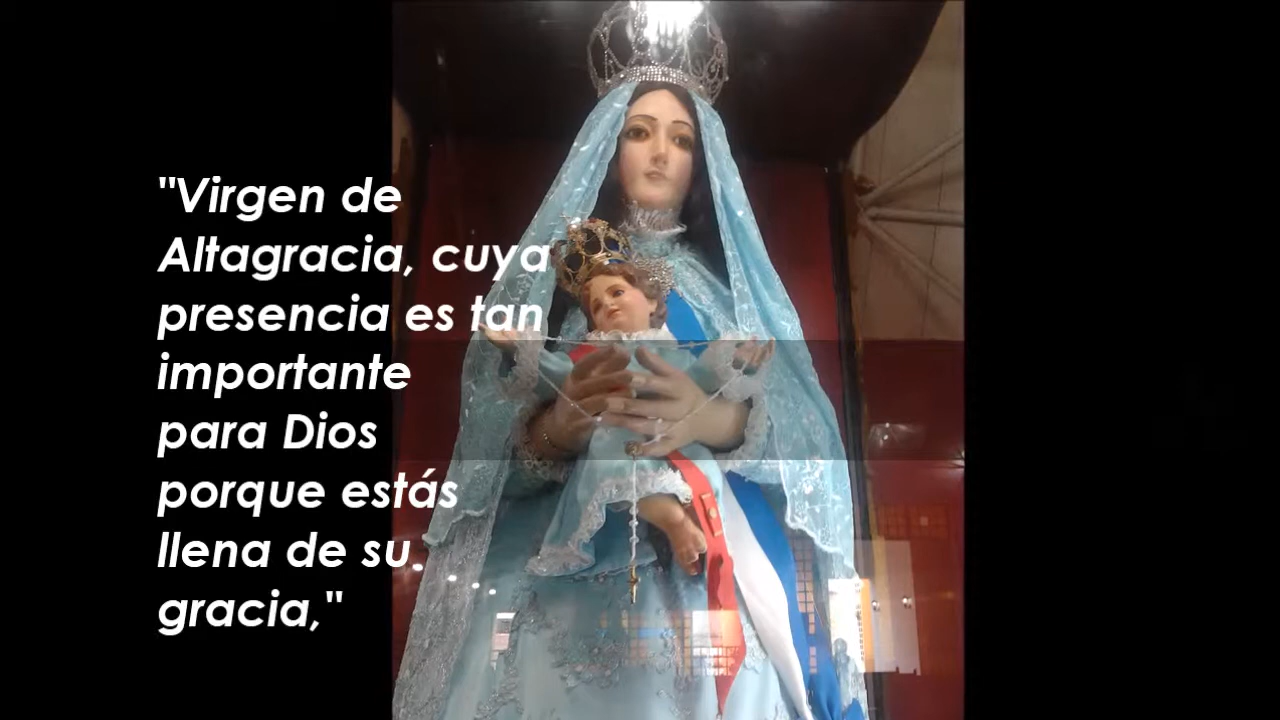 "Virgen de
Altagracia, cuya
presencia es tan
importante
para Dios
porque estás
llena de su
gracia,"